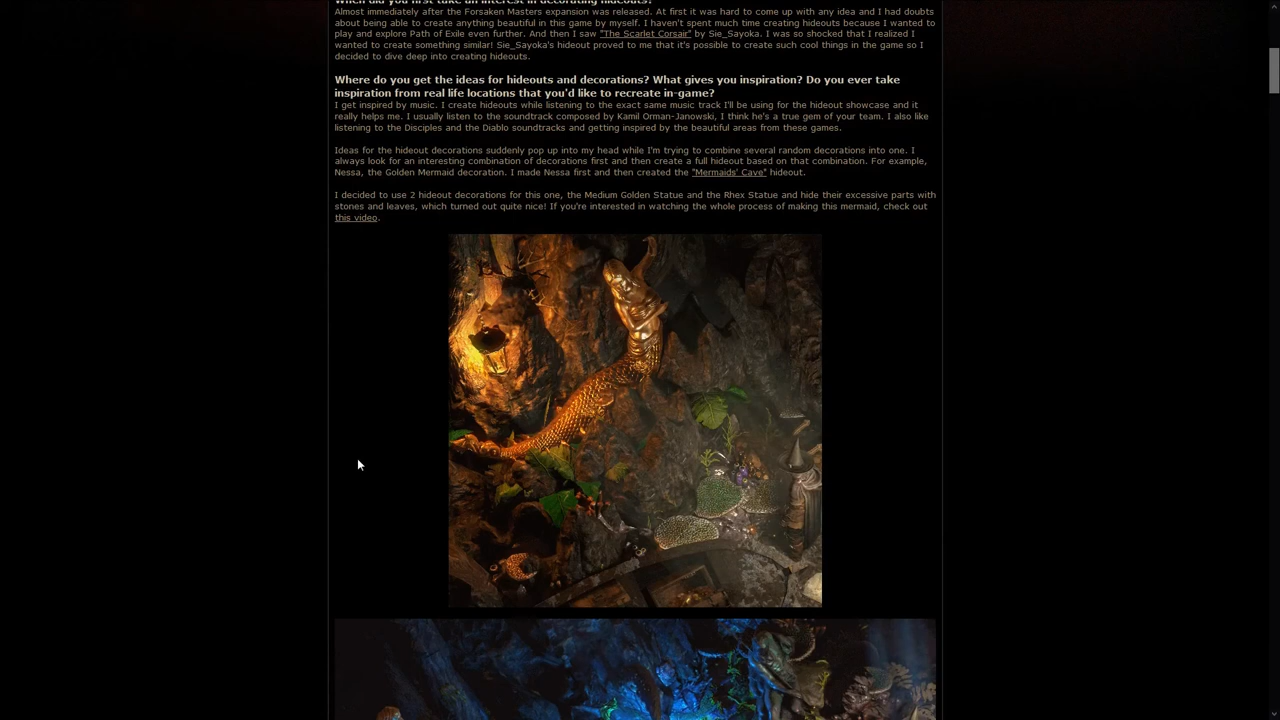 When did you first take an interest in decorating hideouts?
Almost immediately after the Forsaken Masters expansion was released. At first it was hard to come up with any idea and I had doubts
about being able to create anything beautiful in this game by myself. I haven't spent much time creating hideouts because I wanted to
play and explore Path of Exile even further. And then I saw "The Scarlet Corsair" by Sie_Sayoka. I was so shocked that I realized I
wanted to create something similar! Sie_Sayoka's hideout proved to me that it's possible to create such cool things in the game so I
decided to dive deep into creating hideouts.
Where do you get the ideas for hideouts and decorations? What gives you inspiration? Do you ever take
inspiration from real life locations that you'd like to recreate in-game?
I get inspired by music. I create hideouts while listening to the exact same music track I'll be using for the hideout showcase and it
really helps me. I usually listen to the soundtrack composed by Kamil Orman-Janowski, I think he's a true gem of your team. I also like
listening to the Disciples and the Diablo soundtracks and getting inspired by the beautiful areas from these games.
Ideas for the hideout decorations suddenly pop up into my head while I'm trying to combine several random decorations into one. I
always look for an interesting combination of decorations first and then create a full hideout based on that combination. For example,
Nessa, the Golden Mermaid decoration. I made Nessa first and then created the "Mermaids' Cave" hideout.
I decided to use 2 hideout decorations for this one, the Medium Golden Statue and the Rhex Statue and hide their excessive parts with
stones and leaves, which turned out quite nice! If you're interested in watching the whole process of making this mermaid, check out
this video.